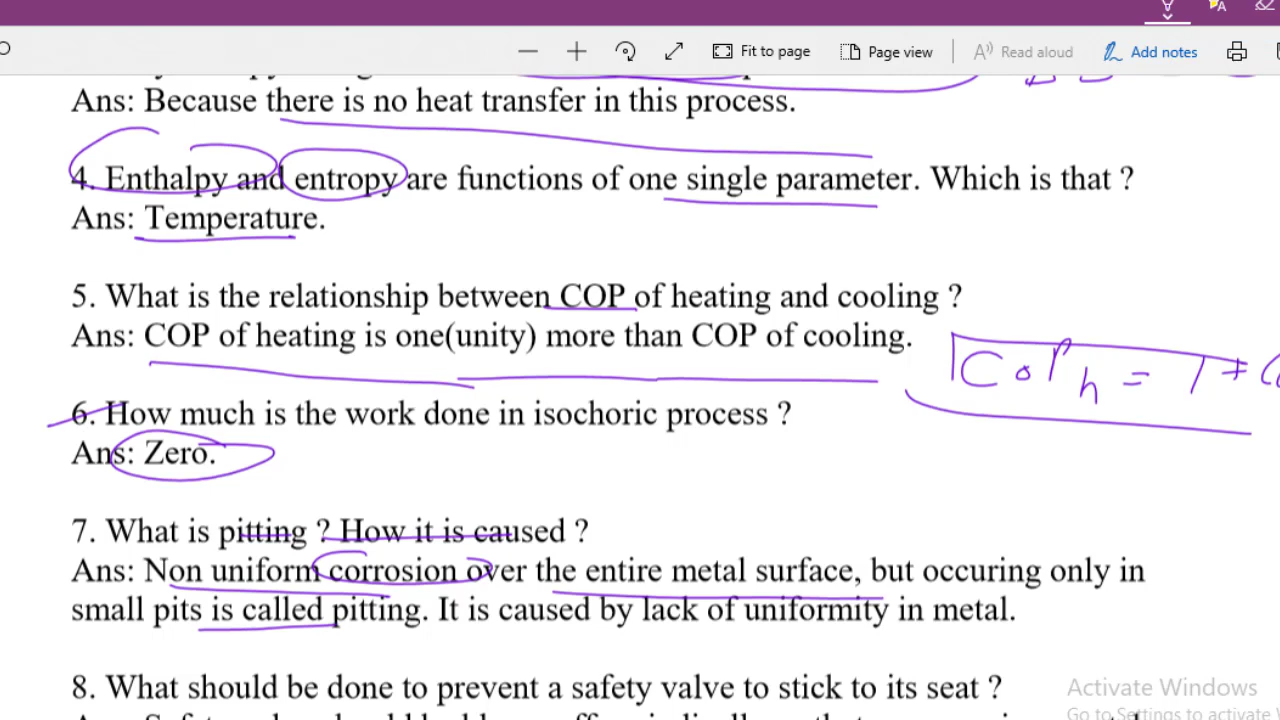 Fit to page
Page view
Read aloud
Add notes
Ans: Because there is no heat transfer in this process.
4. Enthalpy and entropy are functions of one single parameter. Which is that ?
Ans: Temperature.
5. What is the relationship between COP of heating and cooling ?
Ans: COP of heating is one(unity) more than COP of cooling.
COP h = 1 +
6. How much is the work done in isochoric process ?
Ans: Zero.
7. What is pitting ? How it is caused ?
Ans: Non uniform corrosion over the entire metal surface, but occuring only in
small pits is called pitting. It is caused by lack of uniformity in metal.
8. What should be done to prevent a safety valve to stick to its seat ?
Activate Windows
Go to Settings to activate